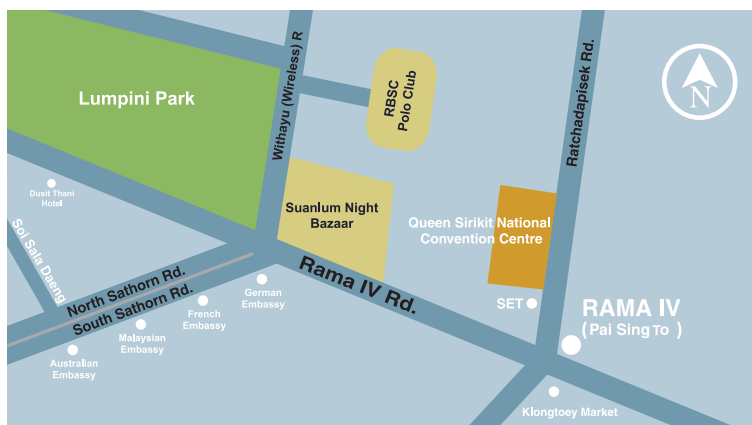 Lumpini Park
Withayu (Wireless) R
RBSC
Polo Club
Ratchadapisek Rd.
N
Dusit Thani
Hotel
Soi Sala Daeng
Suanlum Night
Bazaar
Queen Sirikit National
Convention Centre
North Sathorn Rd.
South Sathorn Rd.
Rama IV Rd.
German
Embassy
French
Embassy
Malaysian
Embassy
Australian
Embassy
SET
RAMA IV
(Pai Sing To )
Klongtoey Market